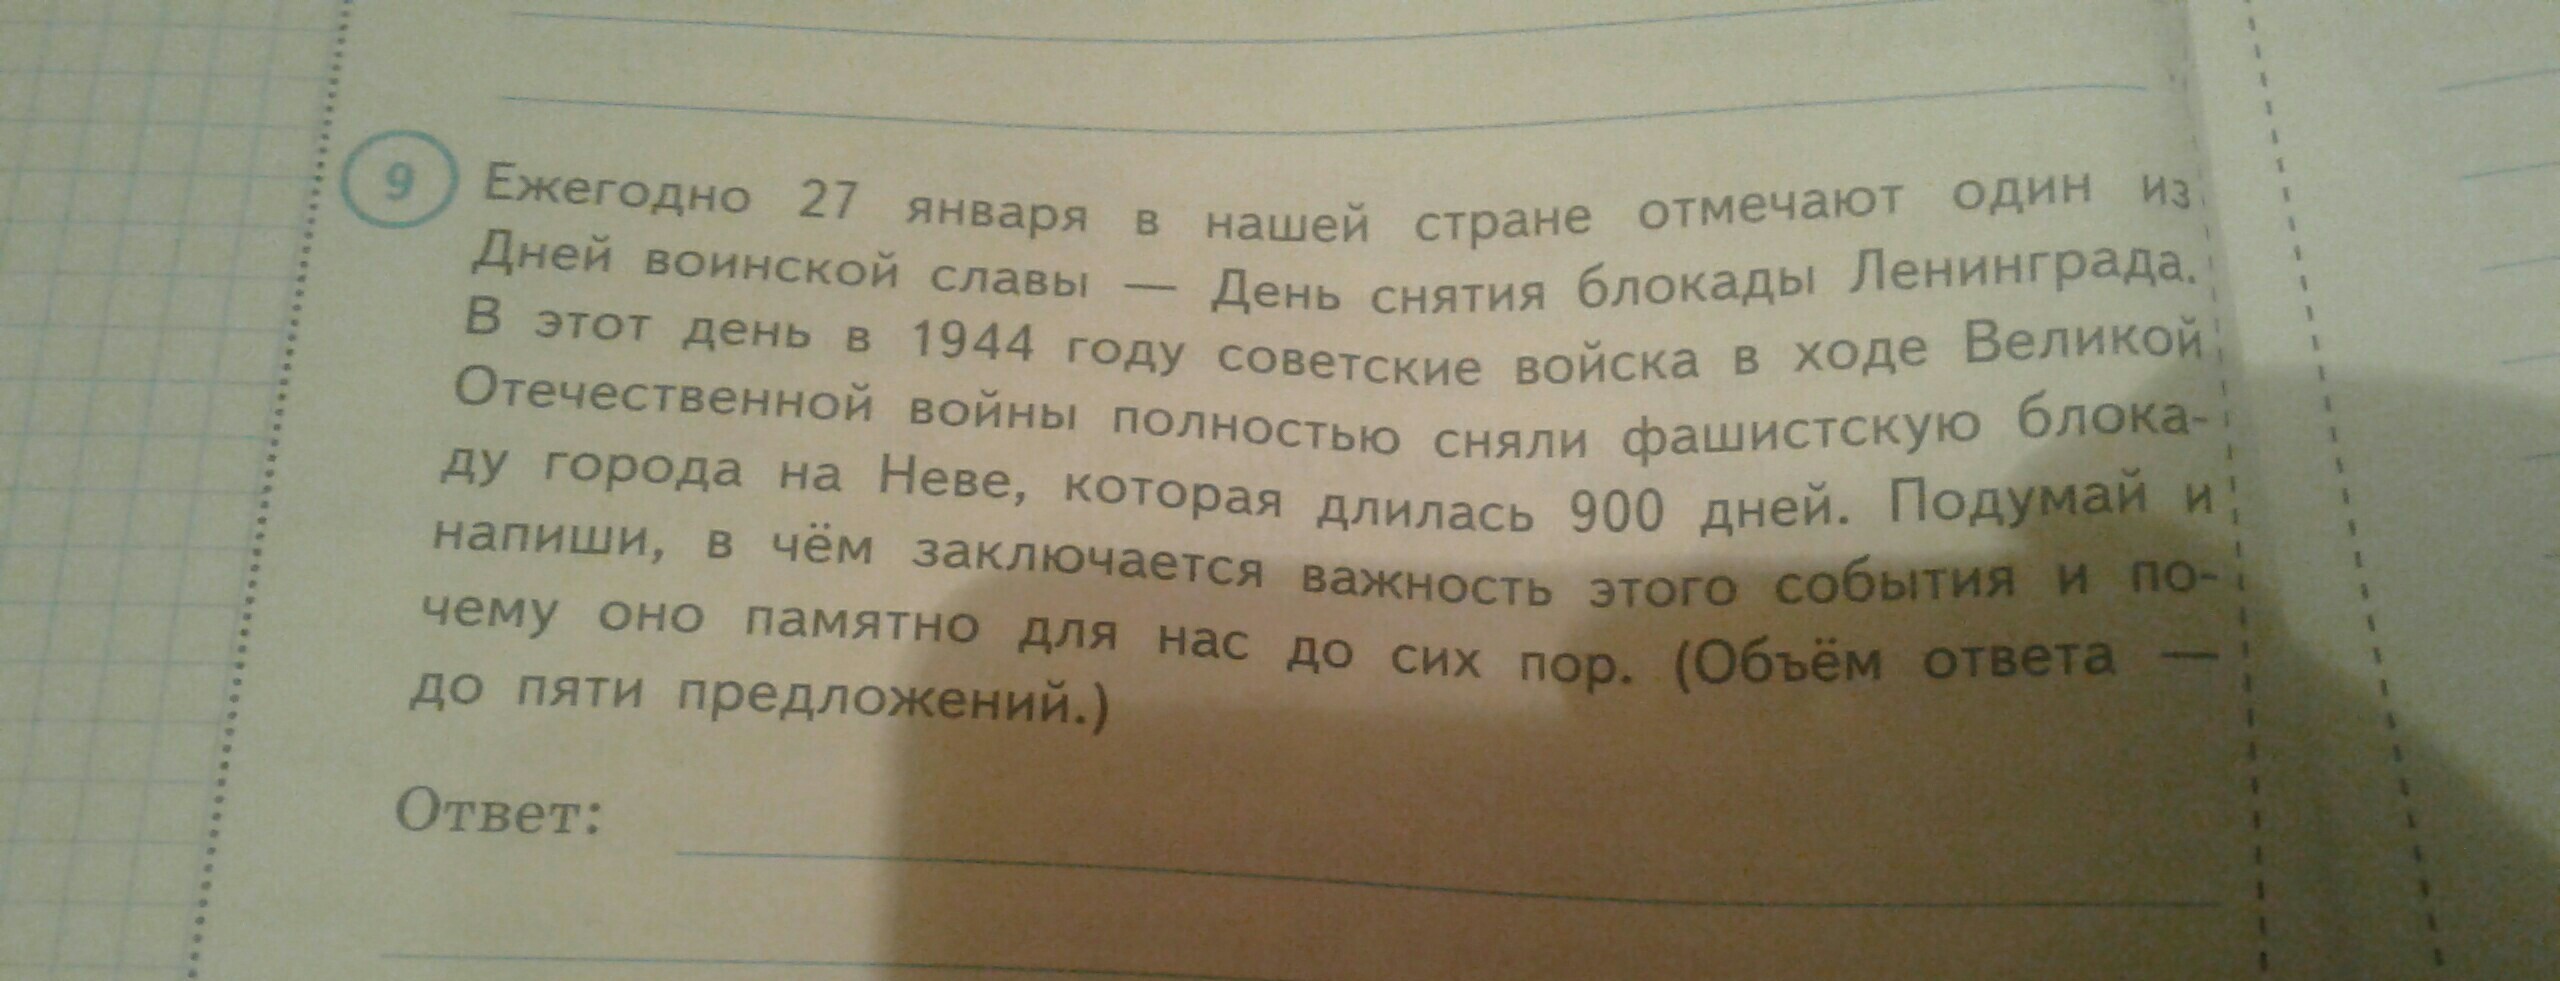 9 Ежегодно 27 января в нашей стране отмечают один из
Дней воинской славы — День снятия блокады Ленинграда.
В этот день в 1944 году советские войска в ходе Великой
Отечественной войны полностью сняли фашистскую блока-
ду города на Неве, которая длилась 900 дней. Подумай и
напиши, в чём заключается важность этого события и по-
чему оно памятно для нас до сих пор. (Объём ответа —
до пяти предложений.)
Ответ: